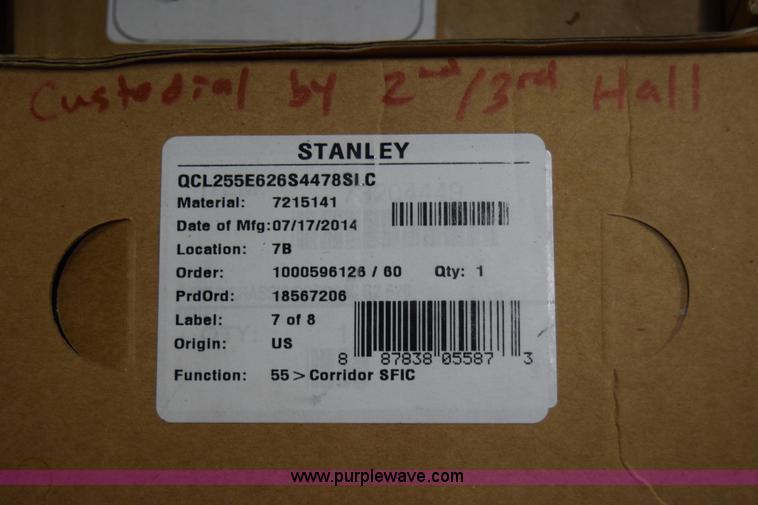 Custodial by 2nd/3rd Hall
STANLEY
QCL255E626S4478SLC
Material: 7215141
Date of Mfg: 07/17/2014
Location: 7B
Order: 1000596126 / 60 Qty: 1
PrdOrd: 18567206
Label: 7 of 8
Origin: US
8 87838 05587 3
Function: 55 > Corridor SFIC
www.purplewave.com